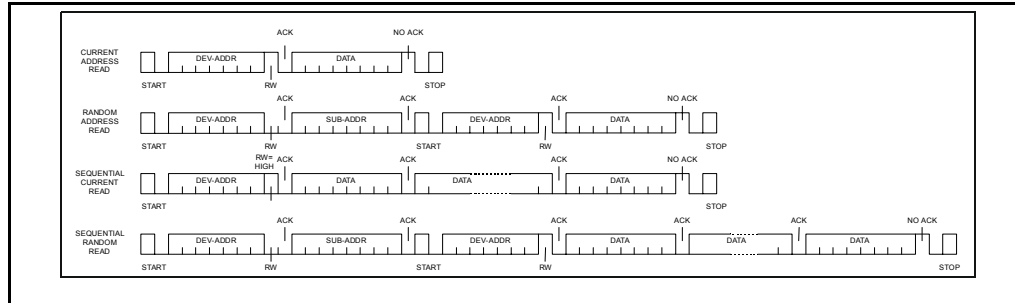 ACK NO ACK
CURRENT ADDRESS READ
DEV-ADDR DATA
START RW STOP
ACK ACK ACK NO ACK
RANDOM ADDRESS READ
DEV-ADDR SUB-ADDR DEV-ADDR DATA
START RW START RW STOP
RW= HIGH ACK ACK ACK NO ACK
SEQUENTIAL CURRENT READ
DEV-ADDR DATA DATA DATA
START STOP
ACK ACK ACK ACK ACK NO ACK
SEQUENTIAL RANDOM READ
DEV-ADDR SUB-ADDR DEV-ADDR DATA DATA DATA
START RW START RW STOP